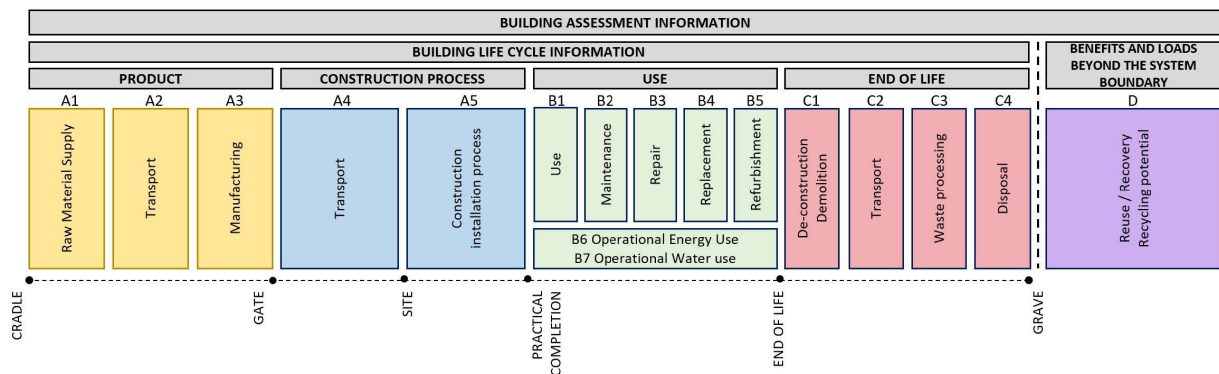 BUILDING ASSESSMENT INFORMATION
BUILDING LIFE CYCLE INFORMATION
BENEFITS AND LOADS
BEYOND THE SYSTEM
BOUNDARY
PRODUCT
CONSTRUCTION PROCESS
USE
END OF LIFE
A1
A2
A3
A4
A5
B1
B2
B3
B4
B5
C1
C2
C3
C4
D
Raw Material Supply
Transport
Manufacturing
Transport
Construction
installation process
Use
Maintenance
Repair
Replacement
Refurbishment
B6 Operational Energy Use
B7 Operational Water use
De-construction
Demolition
Transport
Waste processing
Disposal
Reuse / Recovery
Recycling potential
CRADLE
GATE
SITE
PRACTICAL
COMPLETION
END OF LIFE
GRAVE